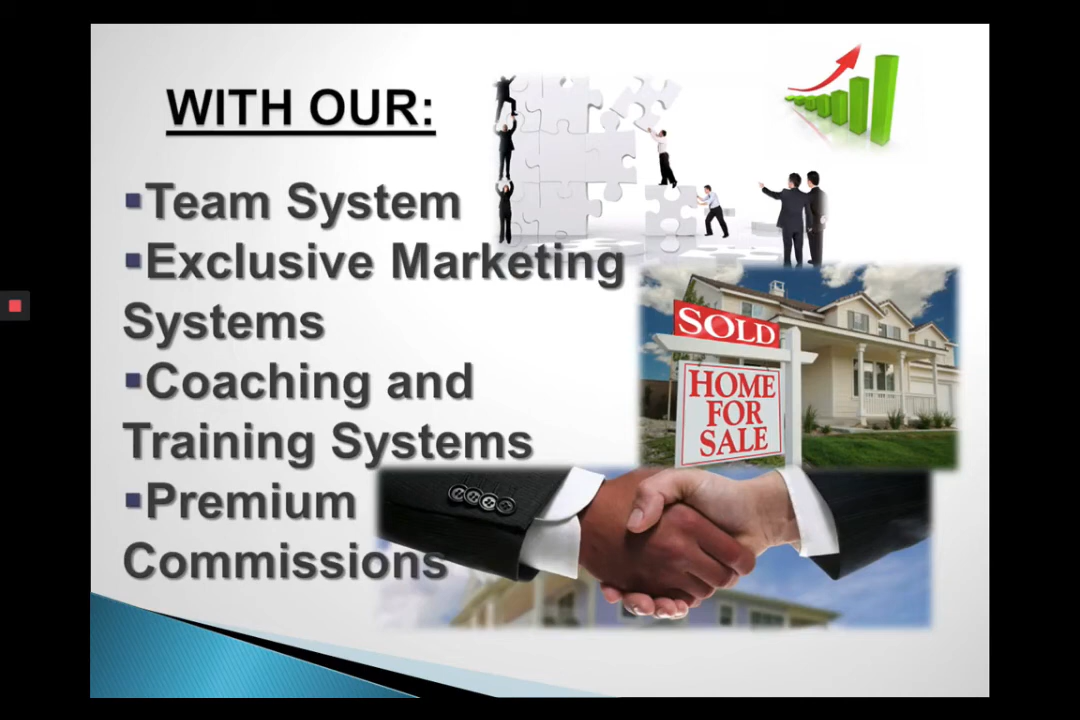 WITH OUR:
▪Team System
▪Exclusive Marketing
Systems
▪Coaching and
Training Systems
▪Premium
Commissions
SOLD
HOME
FOR
SALE